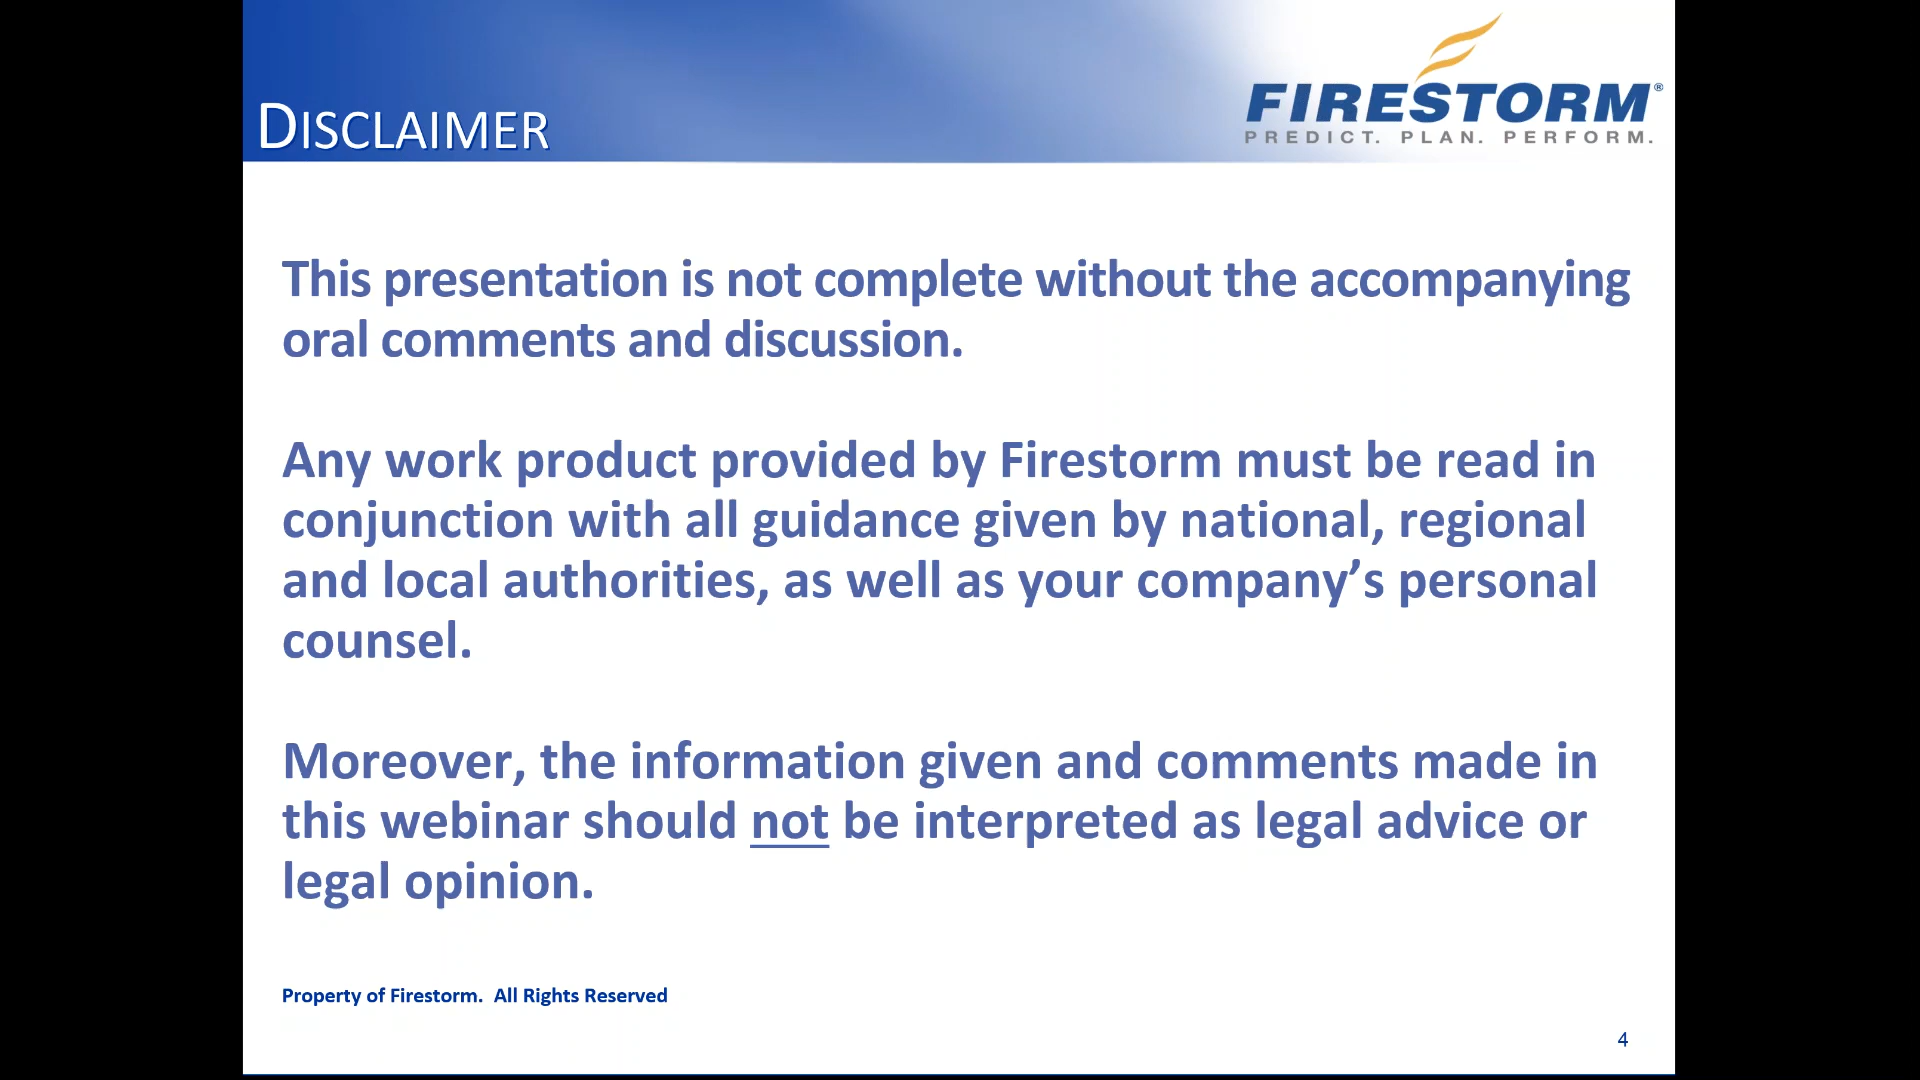 DISCLAIMER
FIRESTORM®
PREDICT. PLAN. PERFORM.
This presentation is not complete without the accompanying
oral comments and discussion.
Any work product provided by Firestorm must be read in
conjunction with all guidance given by national, regional
and local authorities, as well as your company’s personal
counsel.
Moreover, the information given and comments made in
this webinar should not be interpreted as legal advice or
legal opinion.
Property of Firestorm.  All Rights Reserved
4